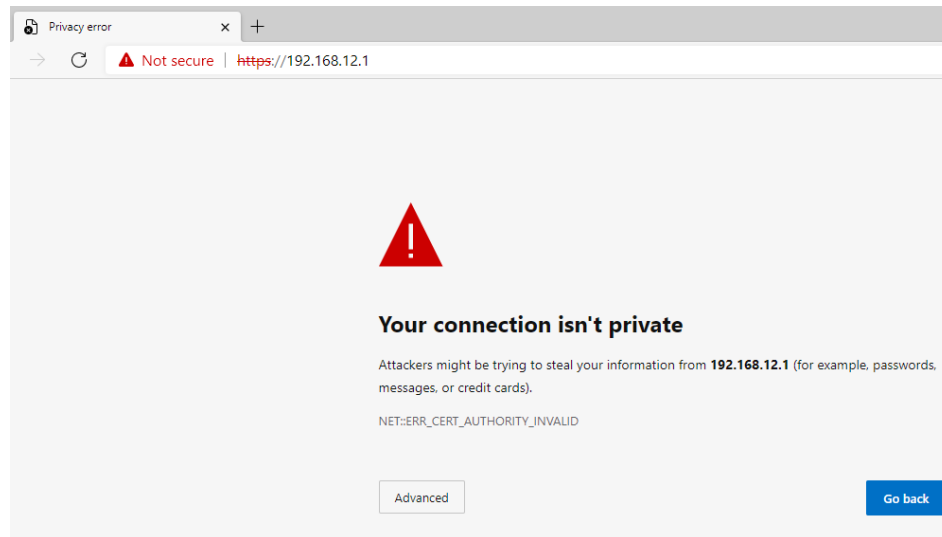 Privacy error
Not secure | https://192.168.12.1
Your connection isn't private
Attackers might be trying to steal your information from 192.168.12.1 (for example, passwords,
messages, or credit cards).
NET::ERR_CERT_AUTHORITY_INVALID
Advanced Go back